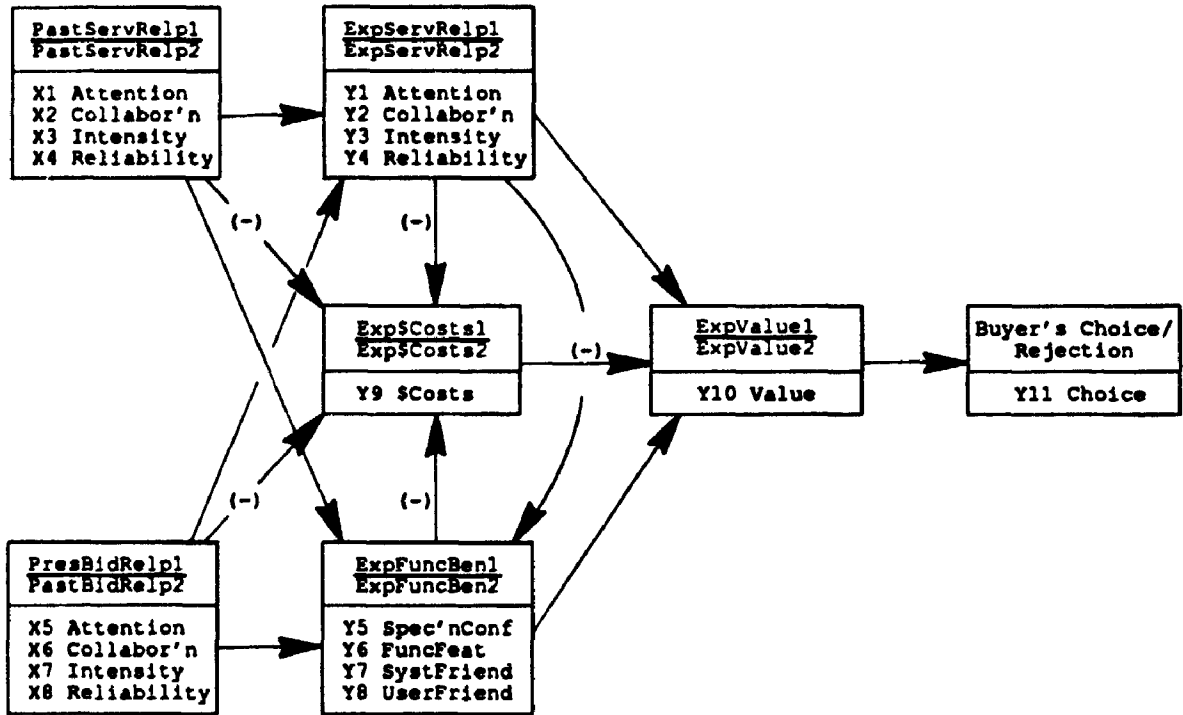 PastServRelp1
PastServRelp2
X1 Attention
X2 Collabor'n
X3 Intensity
X4 Reliability
ExpServRelp1
ExpServRelp2
Y1 Attention
Y2 Collabor'n
Y3 Intensity
Y4 Reliability
(-)
(-)
Exp$Costs1
Exp$Costs2
Y9 $Costs
(-)
ExpValue1
ExpValue2
Y10 Value
Buyer's Choice/
Rejection
Y11 Choice
(-)
(-)
PresBidRelp1
PastBidRelp2
X5 Attention
X6 Collabor'n
X7 Intensity
X8 Reliability
ExpFuncBen1
ExpFuncBen2
Y5 Spec'nConf
Y6 FuncFeat
Y7 SystFriend
Y8 UserFriend